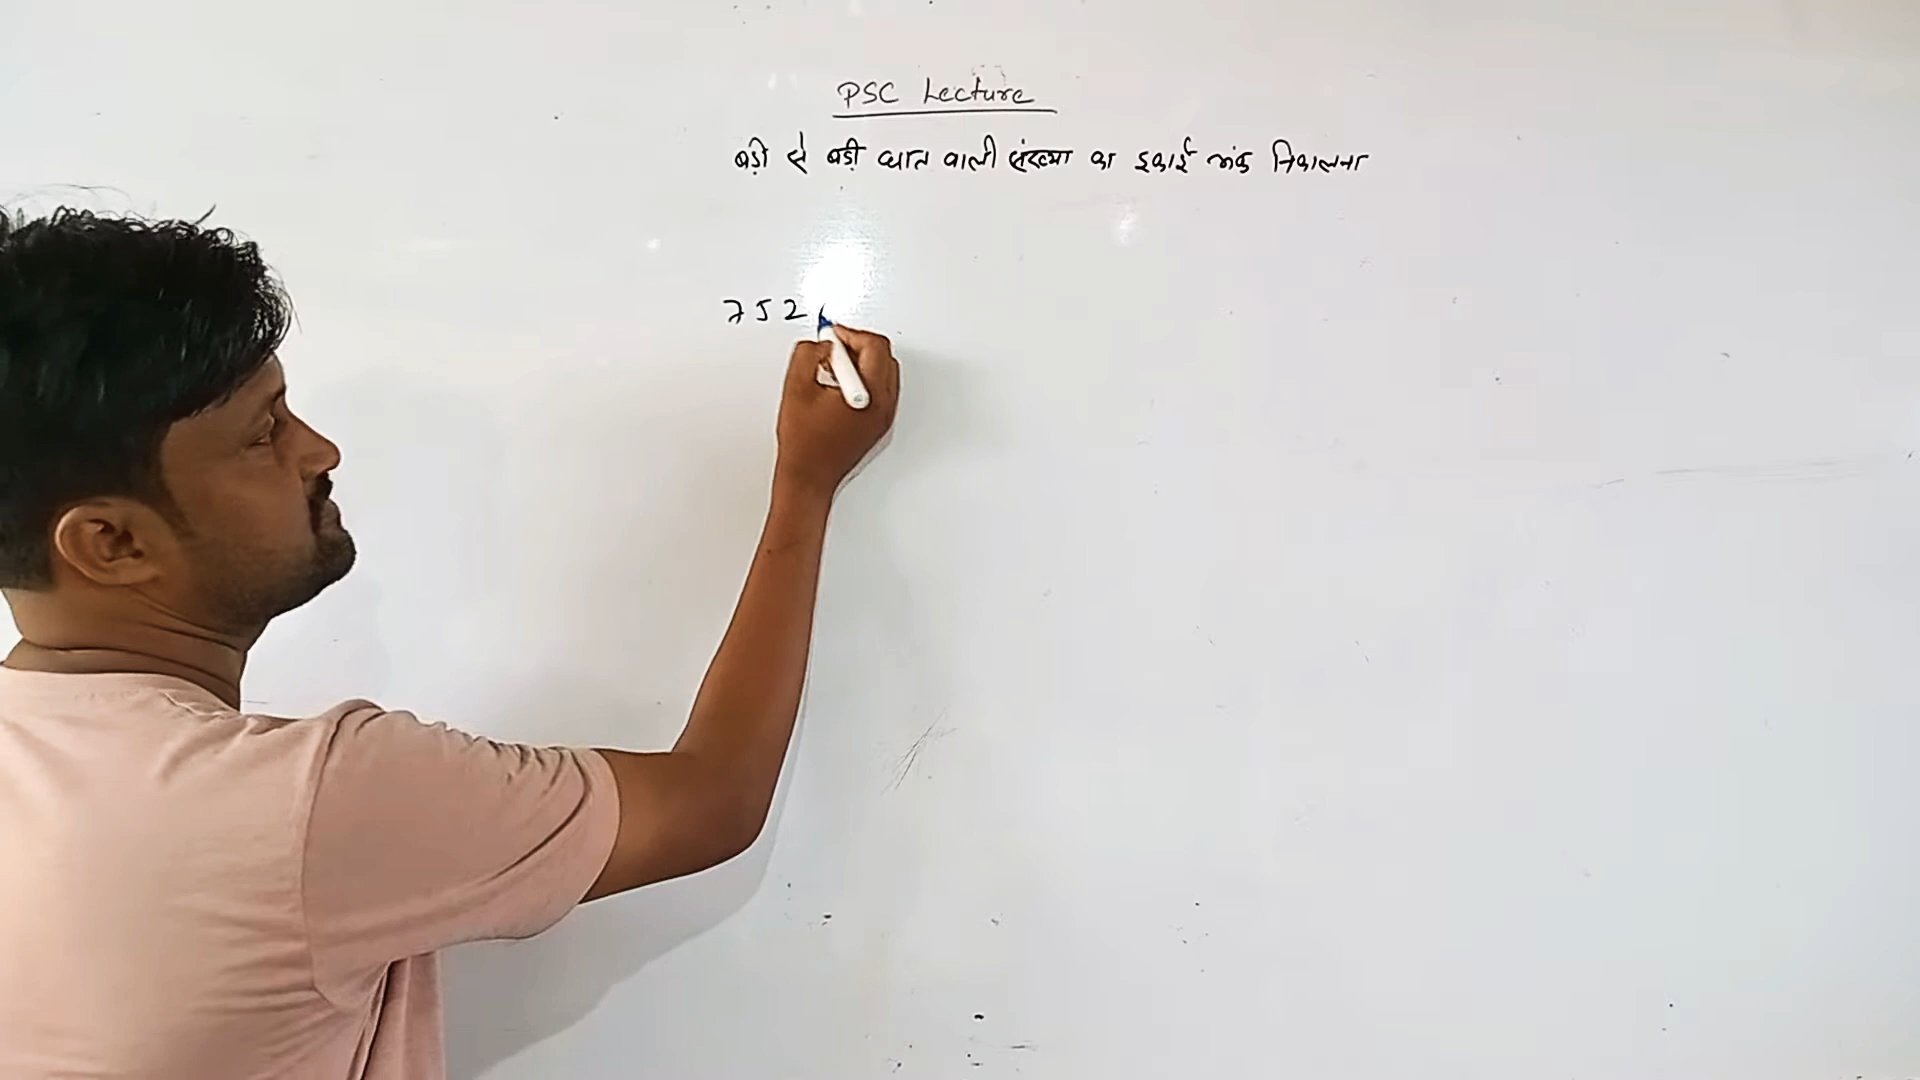 PSC Lecture
बड़ी से बड़ी घात वाली संख्या का इकाई अंक निकालना
752